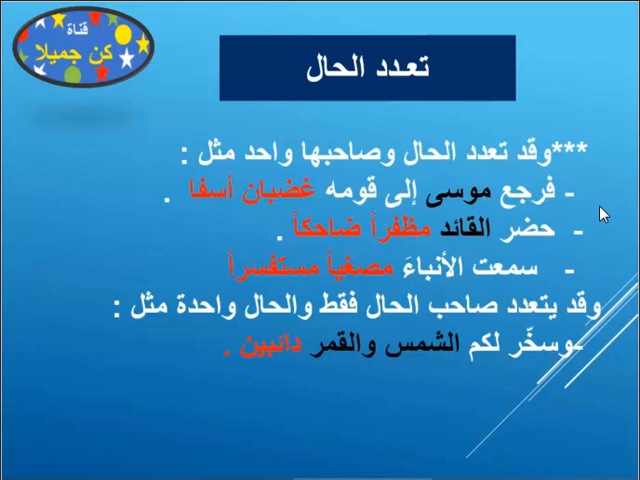 قناة
كن جميلا
تعدد الحال
***وقد تعدد الحال وصاحبها واحد مثل :
- فرجع موسى إلى قومه غضبان أسفا .
- حضر القائد مظفراً ضاحكاً .
- سمعت الأنباءَ مصغياً مستفسراً
وقد يتعدد صاحب الحال فقط والحال واحدة مثل :
-وسخّر لكم الشمس والقمر دائبين .